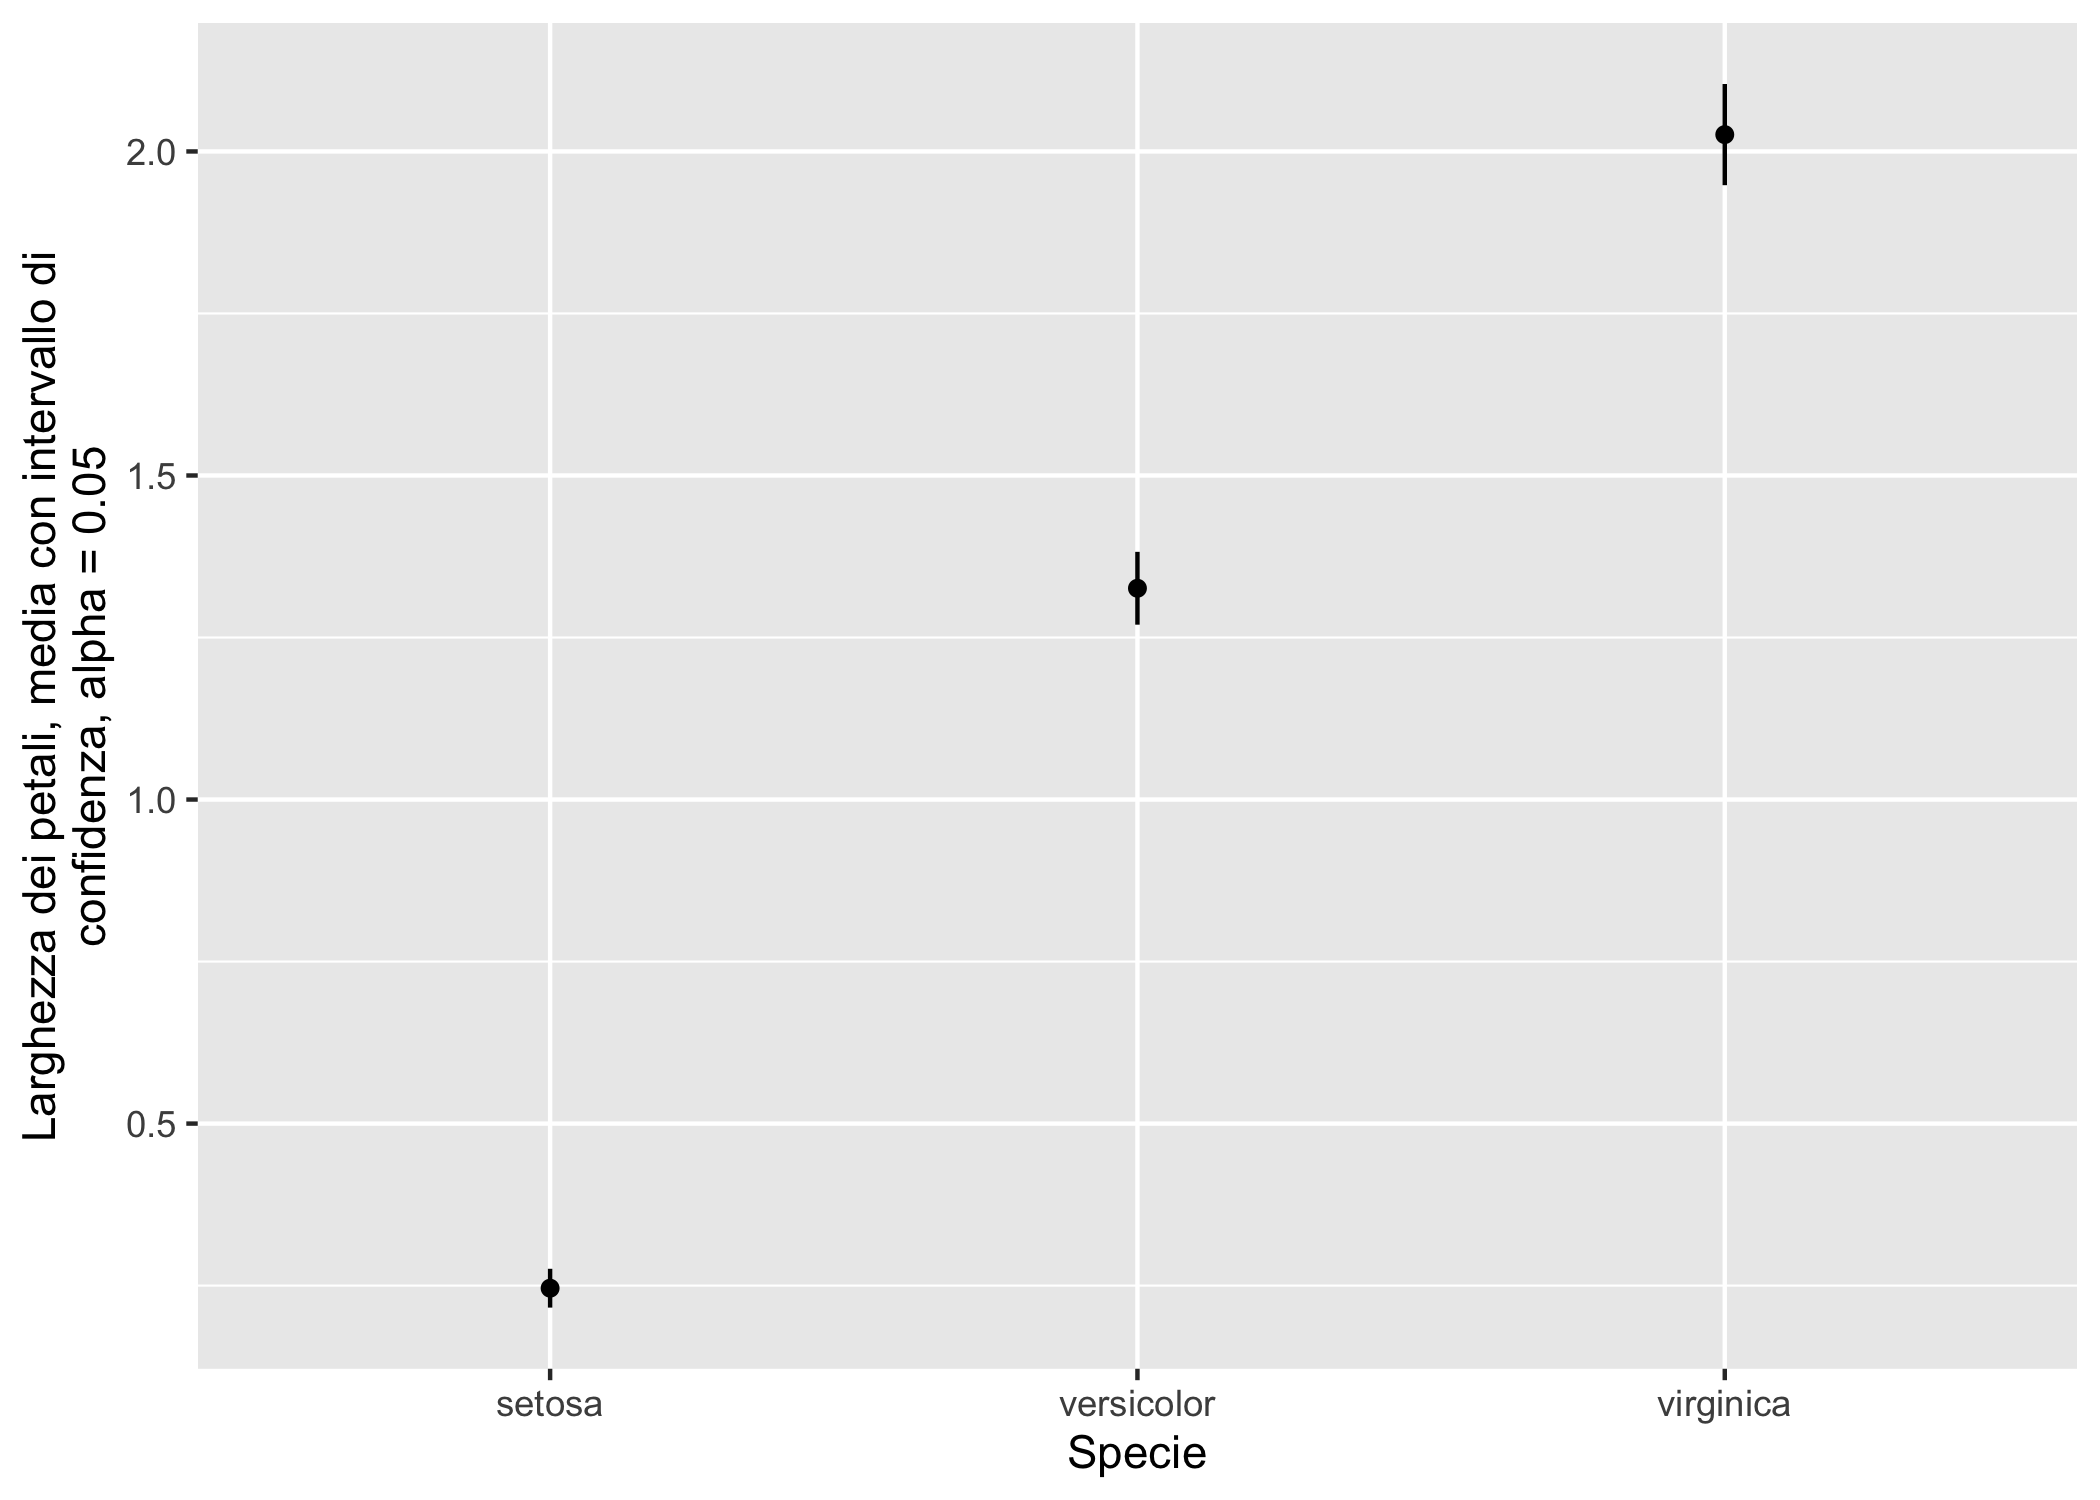 Larghezza dei petali, media con intervallo di
confidenza, alpha = 0.05
2.0
1.5
1.0
0.5
setosa
versicolor
virginica
Specie